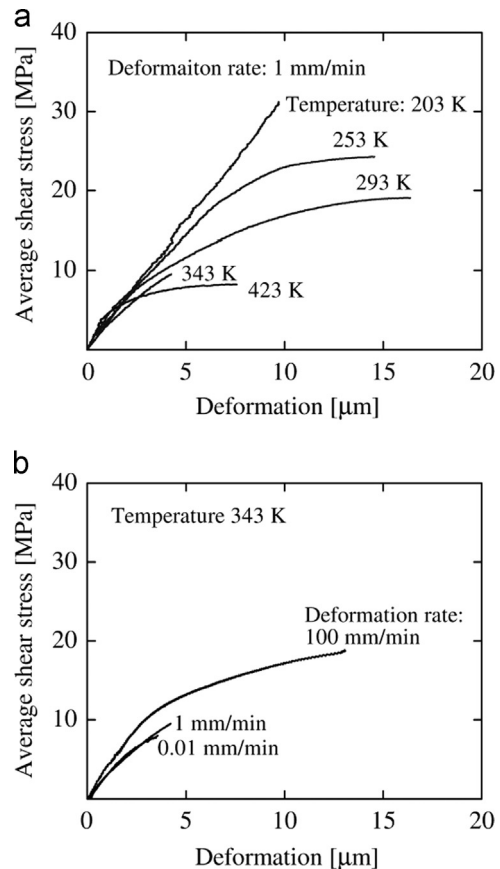 a
40
30
20
10
Average shear stress [MPa]
Deformaiton rate: 1 mm/min
Temperature: 203 K
253 K
293 K
343 K
423 K
0
5
10
15
20
Deformation [μm]
b
40
30
20
10
Average shear stress [MPa]
Temperature 343 K
Deformation rate:
100 mm/min
1 mm/min
0.01 mm/min
0
5
10
15
20
Deformation [μm]